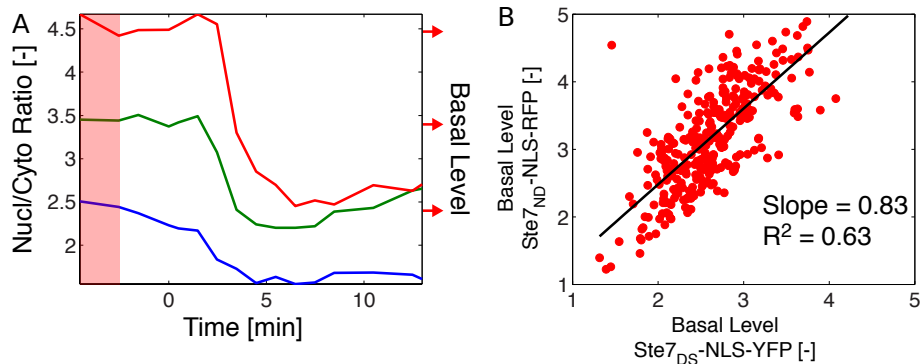 A
Nucl/Cyto Ratio [-]
4.5
4
3.5
3
2.5
2
0
5
10
Time [min]
Basal Level
B
Basal Level
Ste7ND-NLS-RFP [-]
5
4
3
2
1
Slope = 0.83
R2 = 0.63
1
2
3
4
5
Basal Level
Ste7DS-NLS-YFP [-]